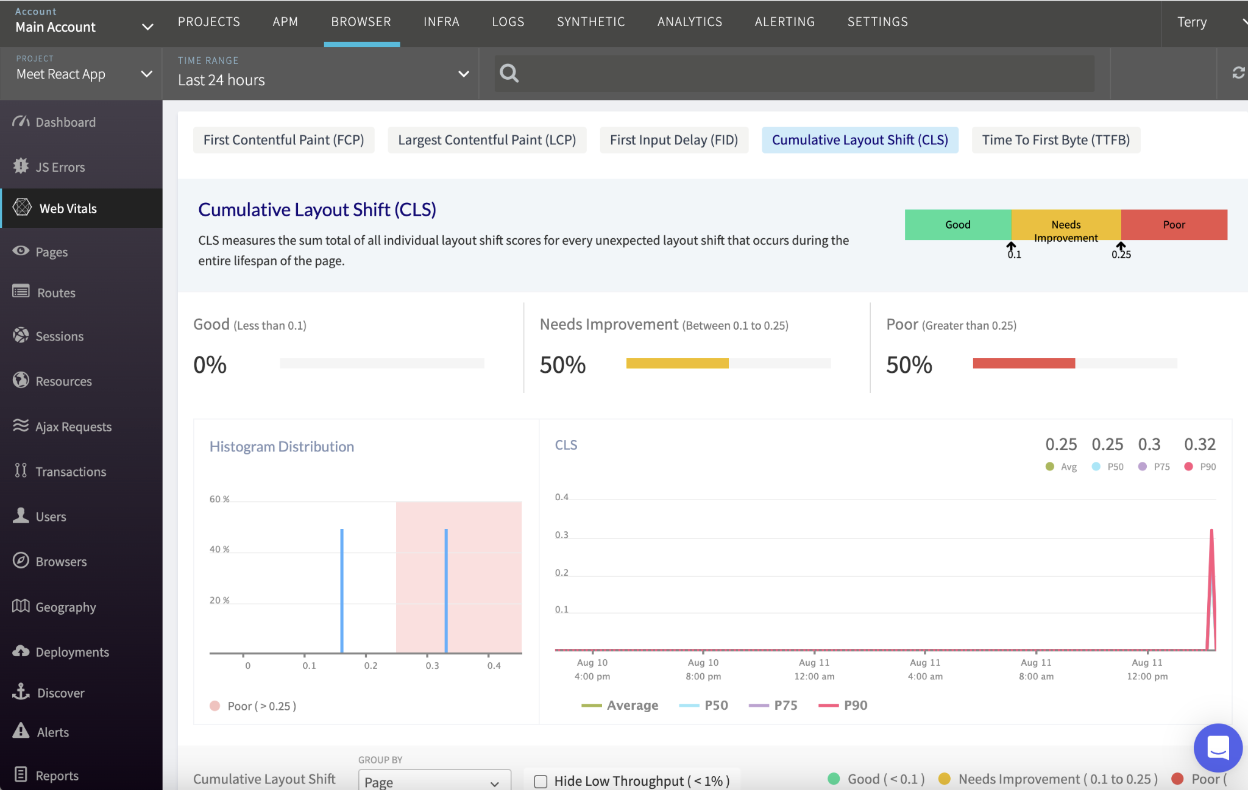 Account
Main Account
PROJECTS
APM
BROWSER
INFRA
LOGS
SYNTHETIC
ANALYTICS
ALERTING
SETTINGS
Terry
PROJECT
Meet React App
TIME RANGE
Last 24 hours
Dashboard
JS Errors
Web Vitals
Pages
Routes
Sessions
Resources
Ajax Requests
Transactions
Users
Browsers
Geography
Deployments
Discover
Alerts
Reports
First Contentful Paint (FCP)
Largest Contentful Paint (LCP)
First Input Delay (FID)
Cumulative Layout Shift (CLS)
Time To First Byte (TTFB)
Cumulative Layout Shift (CLS)
CLS measures the sum total of all individual layout shift scores for every unexpected layout shift that occurs during the
entire lifespan of the page.
Good
Needs
Improvement
Poor
0.1
0.25
Good (Less than 0.1)
0%
Needs Improvement (Between 0.1 to 0.25)
50%
Poor (Greater than 0.25)
50%
Histogram Distribution
60 %
40 %
20 %
0
0.1
0.2
0.3
0.4
Poor ( > 0.25 )
CLS
0.25
0.25
0.3
0.32
Avg
P50
P75
P90
0.4
0.3
0.2
0.1
Aug 10
4:00 pm
Aug 10
8:00 pm
Aug 11
12:00 am
Aug 11
4:00 am
Aug 11
8:00 am
Aug 11
12:00 pm
Average
P50
P75
P90
Cumulative Layout Shift
GROUP BY
Page
Hide Low Throughput ( < 1% )
Good ( < 0.1 )
Needs Improvement ( 0.1 to 0.25 )
Poor (